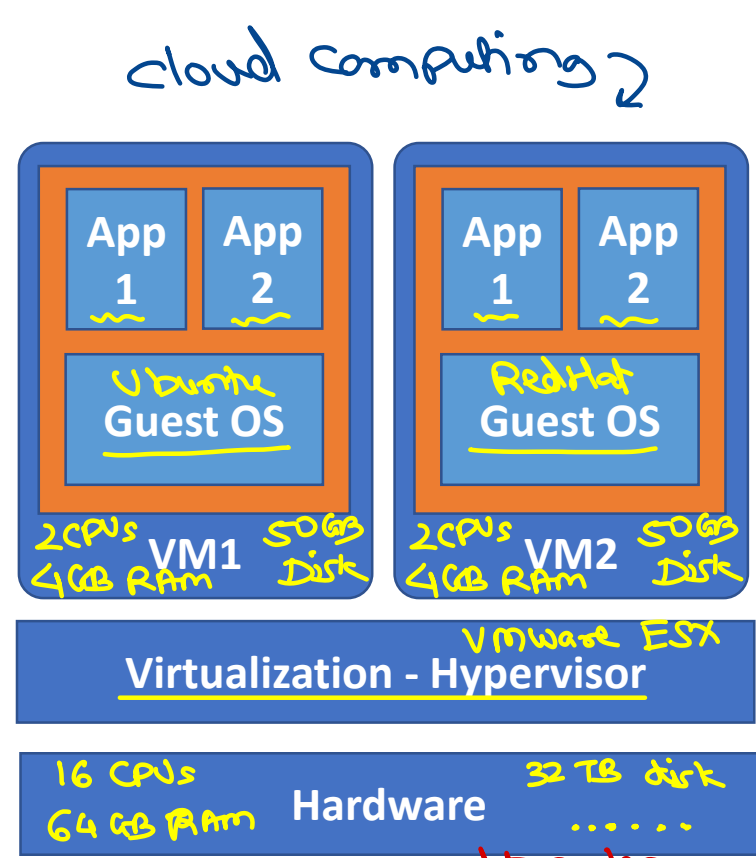 cloud computing
App 1
App 2
App 1
App 2
Ubuntu
Guest OS
RedHat
Guest OS
2CPUs
4GB RAM
VM1
50GB
Disk
2CPUs
4GB RAM
VM2
50GB
Disk
VMware ESX
Virtualization - Hypervisor
16 CPUs
64 GB RAM
Hardware
32 TB disk
......